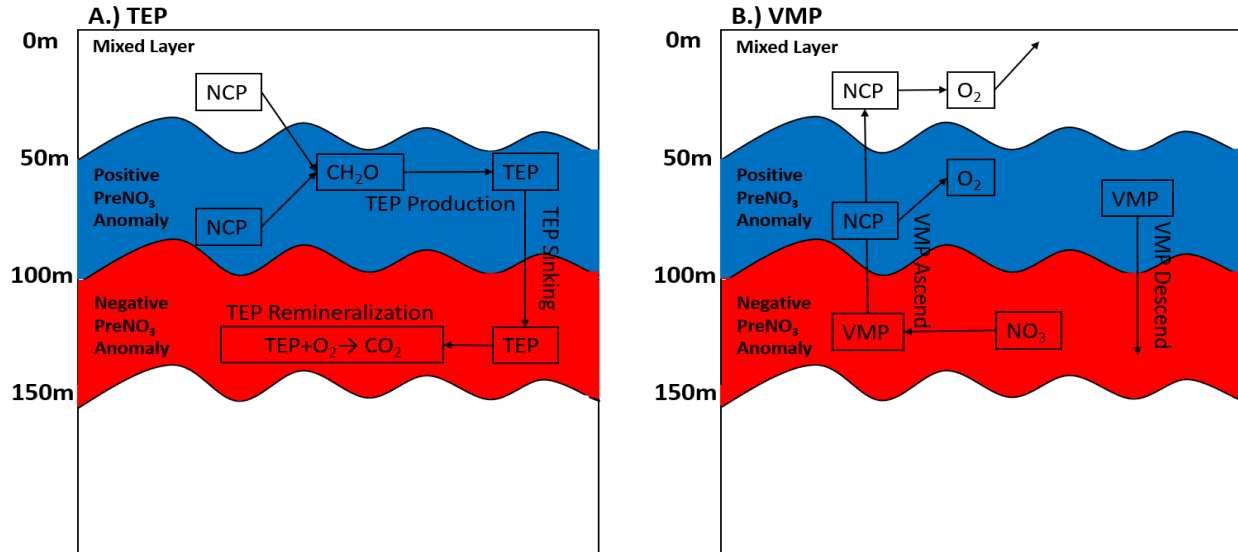 A.) TEP
0m
Mixed Layer
NCP
50m
Positive
PreNO₃
Anomaly
CH₂O
TEP
TEP Production
NCP
TEP Sinking
100m
Negative
PreNO₃
Anomaly
TEP Remineralization
TEP+O₂→ CO₂
TEP
150m
B.) VMP
0m
Mixed Layer
NCP
O₂
50m
Positive
PreNO₃
Anomaly
O₂
NCP
VMP
VMP Ascend
VMP Descend
100m
Negative
PreNO₃
Anomaly
VMP
NO₃
150m